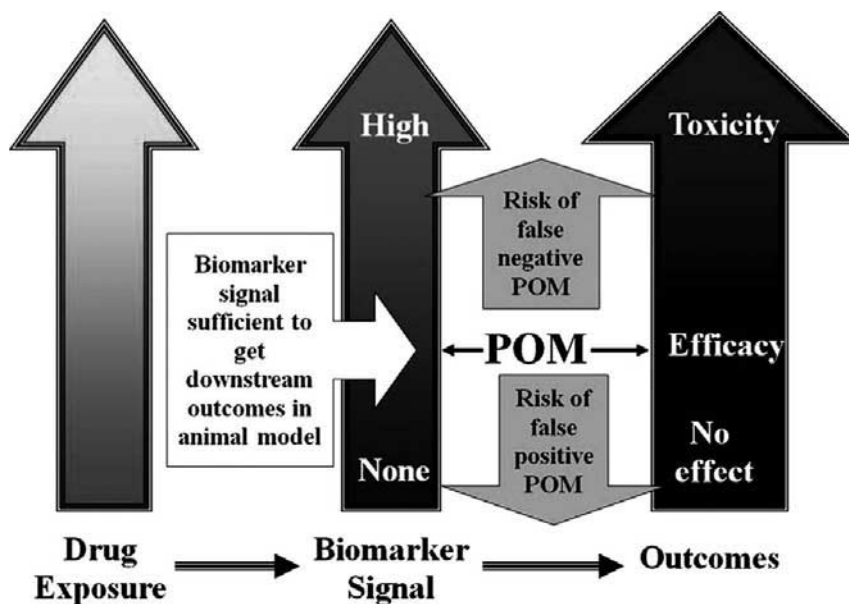 High
None
Biomarker
signal
sufficient to
get
downstream
outcomes in
animal model
Risk of
false
negative
POM
POM
Risk of
false
positive
POM
Toxicity
Efficacy
No
effect
Drug
Exposure
Biomarker
Signal
Outcomes